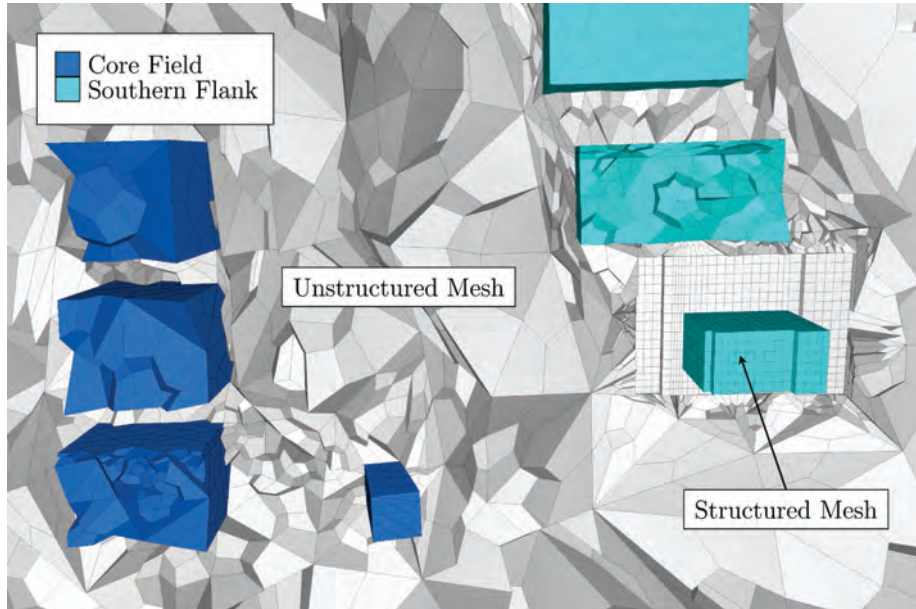 Core Field
Southern Flank
Unstructured Mesh
Structured Mesh